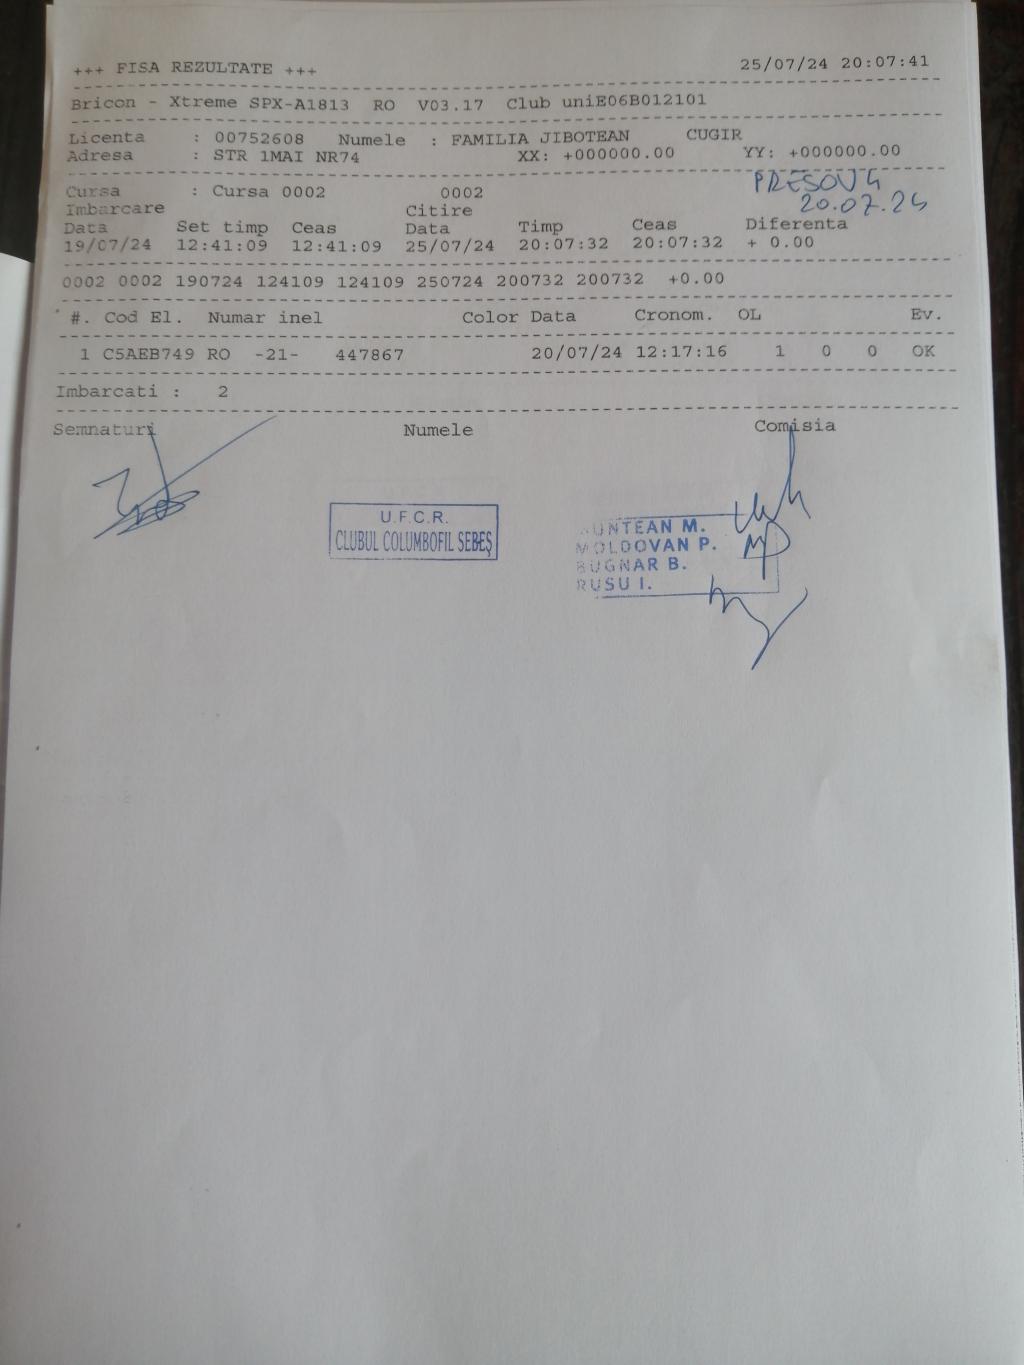 +++ FISA REZULTATE +++ 25/07/24 20:07:41
Bricon - Xtreme SPX-A1813 RO V03.17 Club uniE06B012101
Licenta : 00752608 Numele : FAMILIA JIBOTEAN CUGIR
Adresa : STR 1MAI NR74 XX: +000000.00 YY: +000000.00
Cursa : Cursa 0002 0002 PRESOV 4
Imbarcare Citire 20.07.24
Data Set timp Ceas Data Timp Ceas Diferenta
19/07/24 12:41:09 12:41:09 25/07/24 20:07:32 20:07:32 + 0.00
0002 0002 190724 124109 124109 250724 200732 200732 +0.00
#. Cod El. Numar inel Color Data Cronom. OL Ev.
1 C5AEB749 RO -21- 447867 20/07/24 12:17:16 1 0 0 OK
Imbarcati : 2
Semnaturi Numele Comisia
U.F.C.R.
CLUBUL COLUMBOFIL SEBEȘ
UNTEAN M.
MOLDOVAN P.
BUGNAR B.
RUSU I.